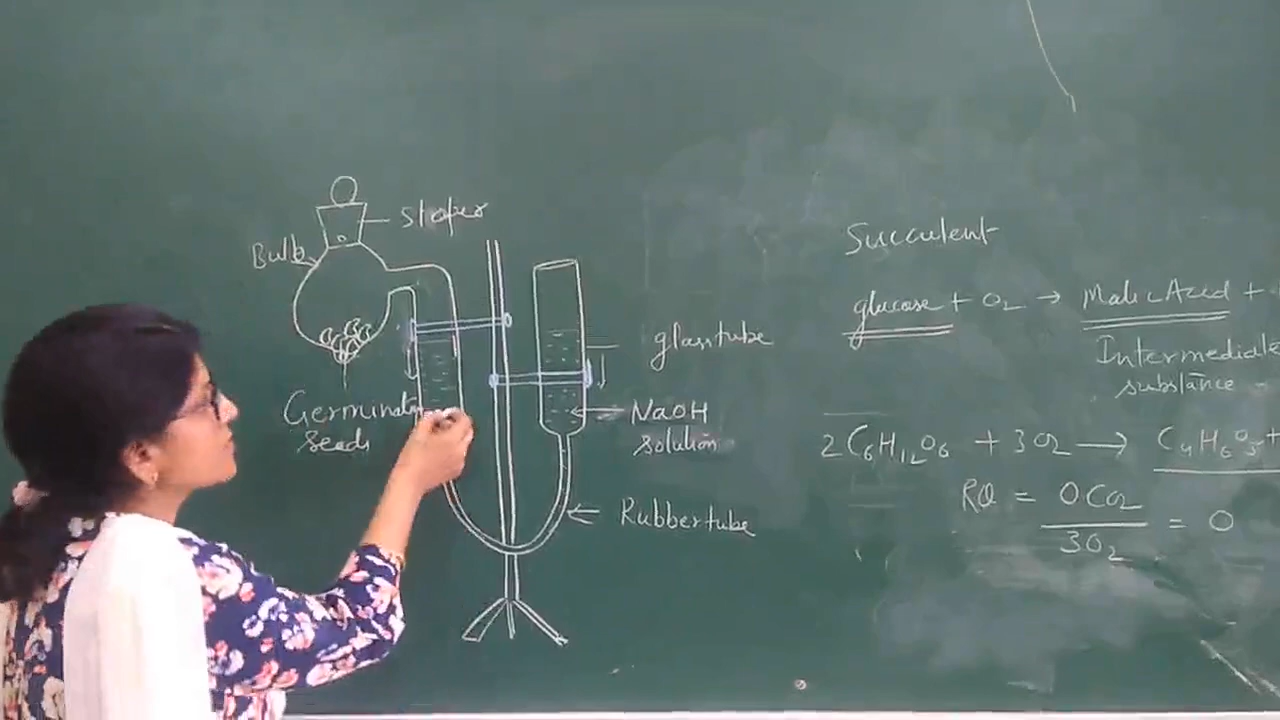 stoper
Bulb
Germinatin
seeds
glasstube
NaOH
solution
Rubbertube
Succulent
glucose + O₂ → Malic Acid +
Intermediate
substance
2C₆H₁₂O₆ + 3O₂ → C₄H₆O₅ +
RQ = 0CO₂ / 3O₂ = 0